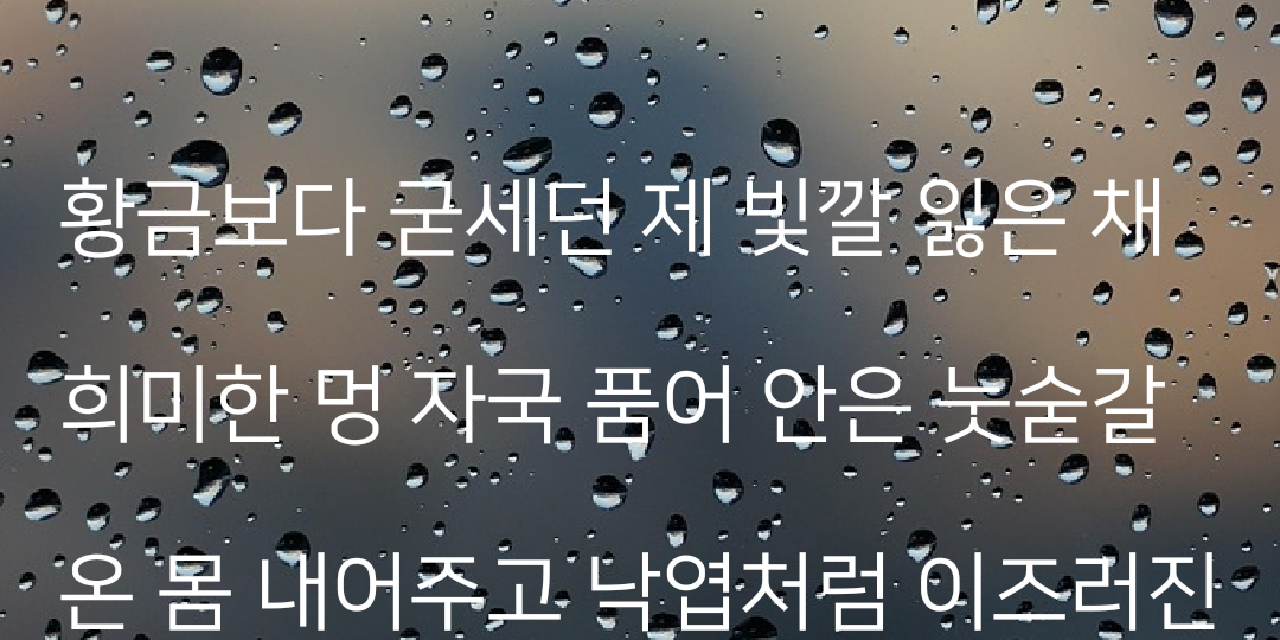 황금보다 굳세던 제 빛깔 잃은 채
희미한 멍 자국 품어 안은 눗숟갈
온 몸 내어주고 낙엽처럼 이즈러진